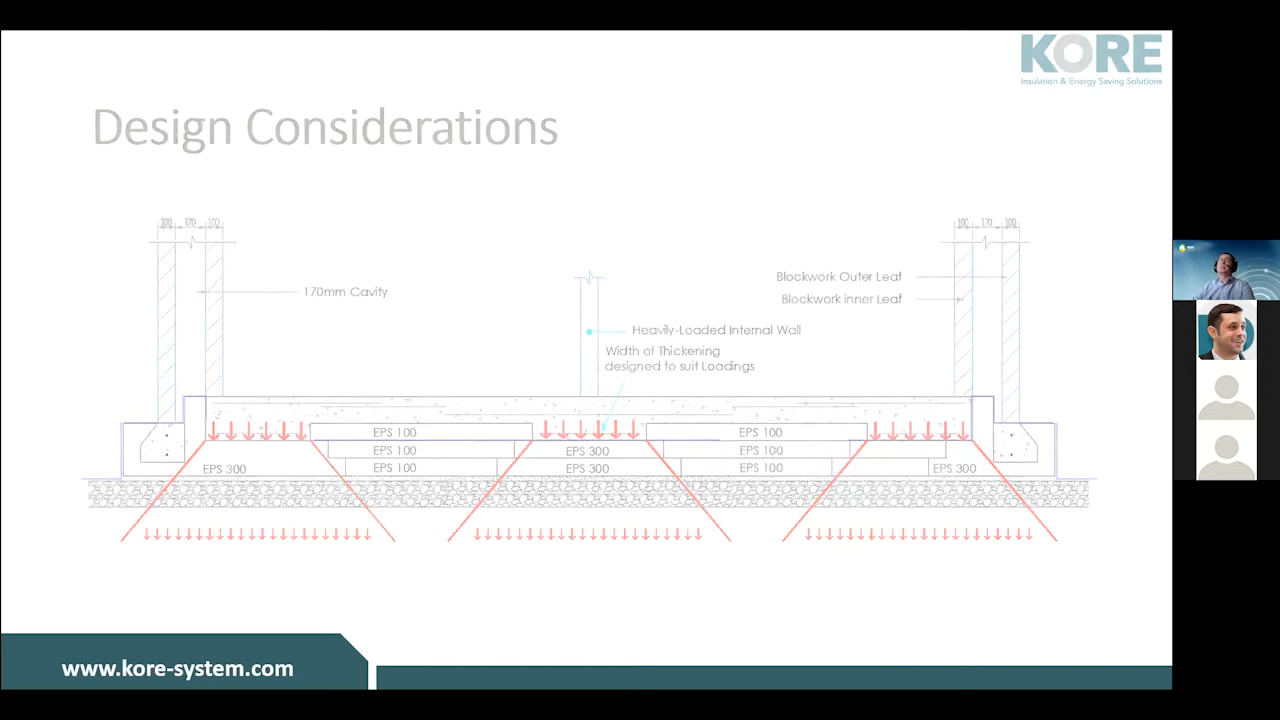 KORE
Insulation & Energy Saving Solutions
Design Considerations
100 170 100
100 170 100
170mm Cavity
Blockwork Outer Leaf
Blockwork inner Leaf
Heavily-Loaded Internal Wall
Width of Thickening
designed to suit Loadings
EPS 100
EPS 100
EPS 100
EPS 300
EPS 100
EPS 300
EPS 100
EPS 300
EPS 100
EPS 300
www.kore-system.com